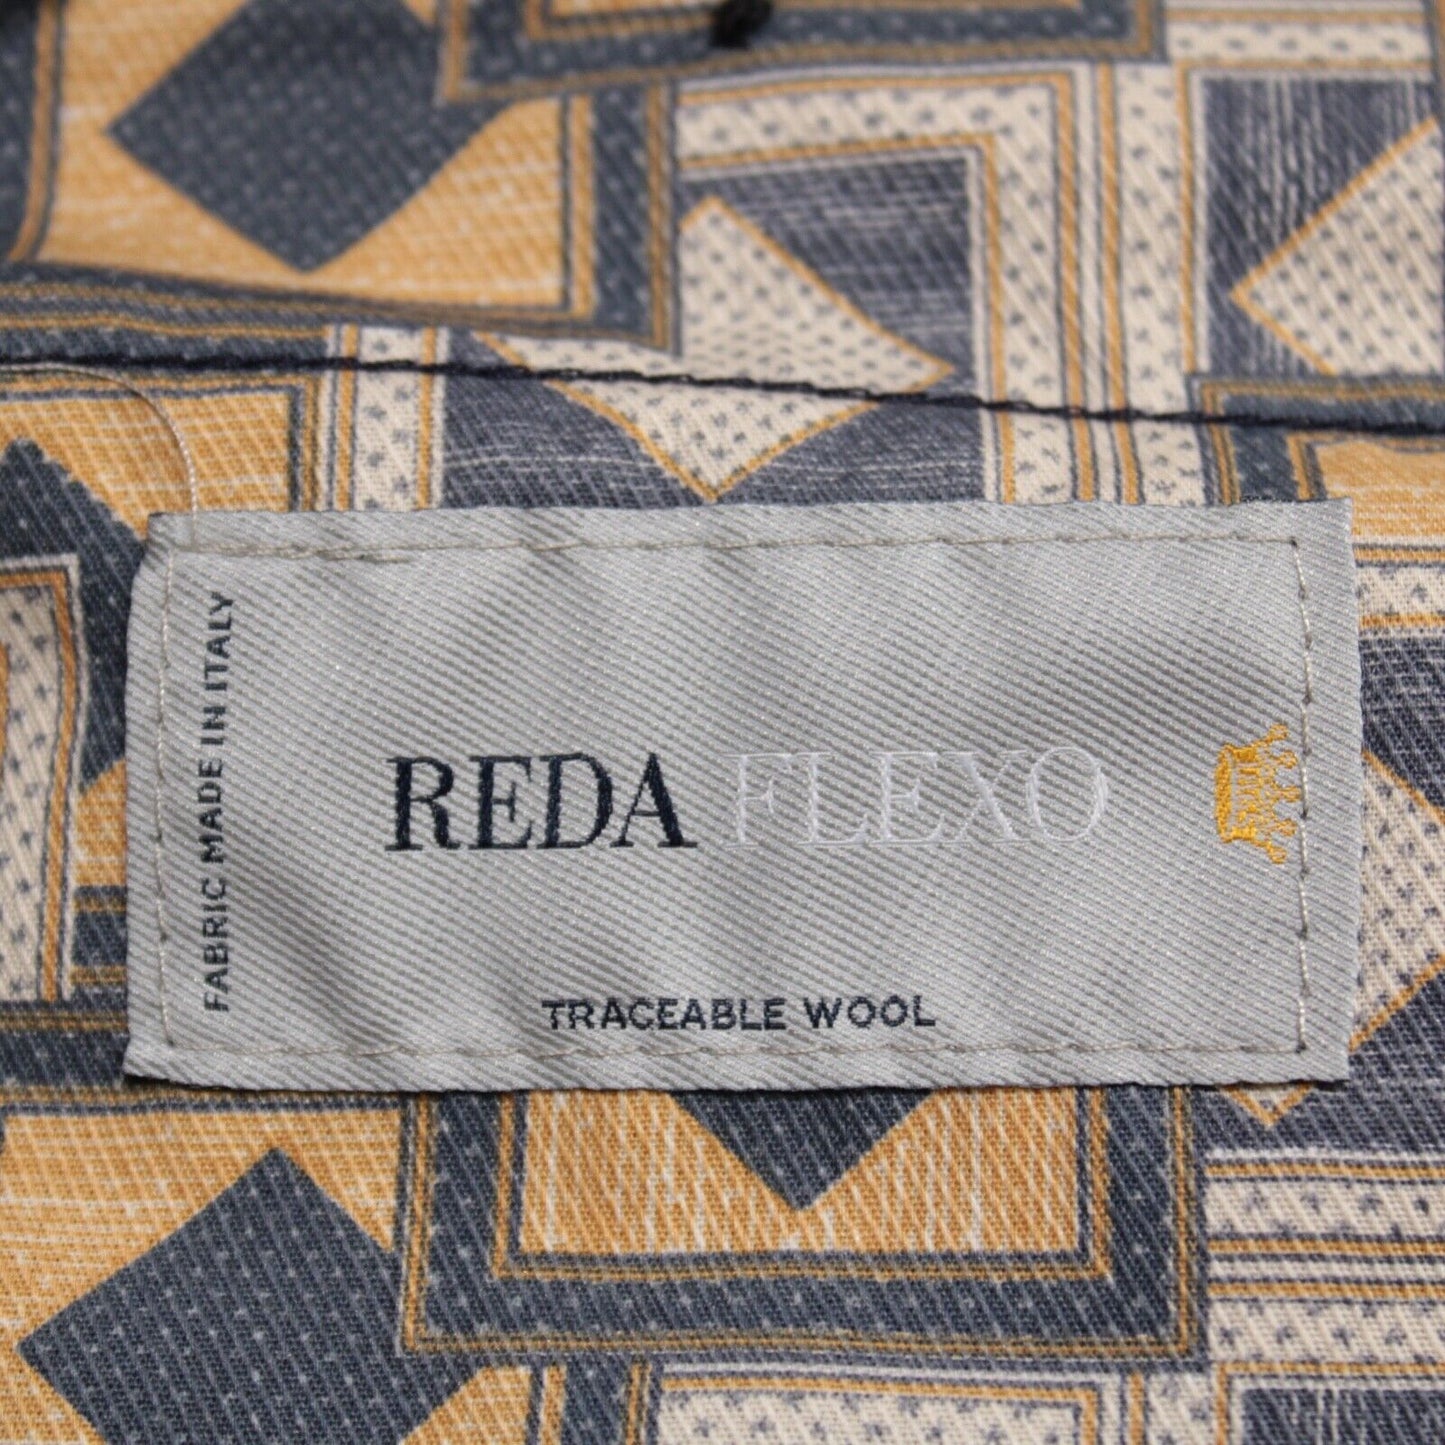 FABRIC MADE IN ITALY
REDA FLEXO
TRACEABLE WOOL